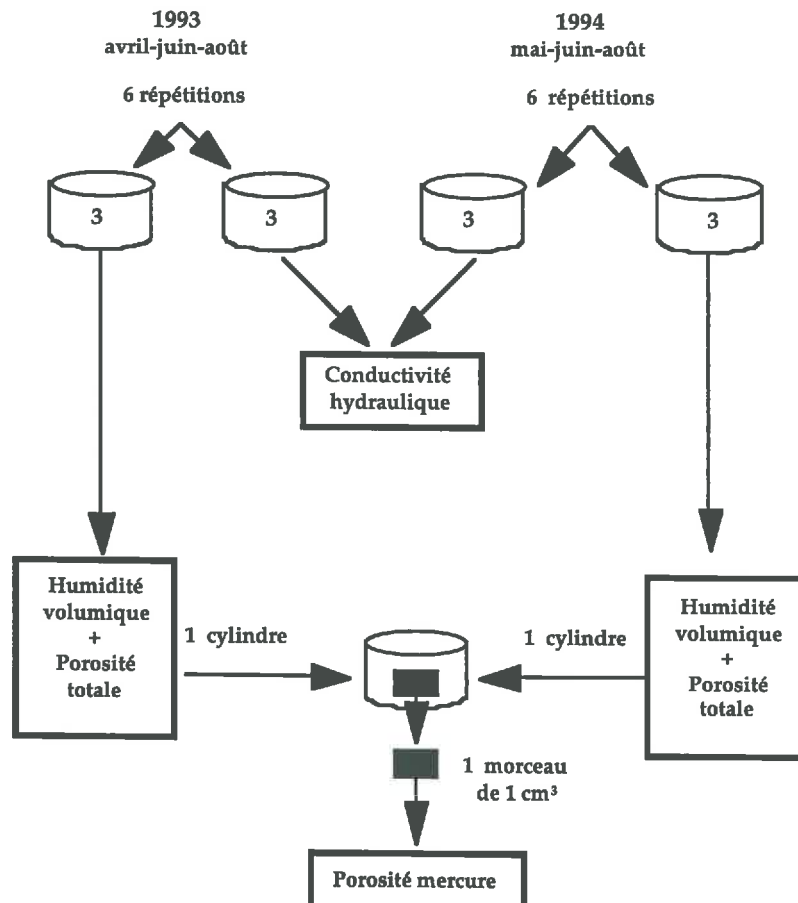 1993
avril-juin-août
6 répétitions
1994
mai-juin-août
6 répétitions
3
3
3
3
Conductivité
hydraulique
Humidité
volumique
+
Porosité
totale
1 cylindre
1 cylindre
Humidité
volumique
+
Porosité
totale
1 morceau
de 1 cm³
Porosité mercure